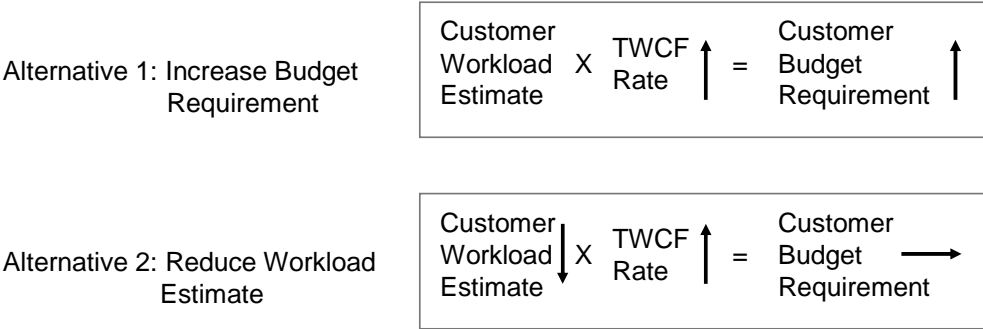 Alternative 1: Increase Budget
Requirement
Customer
Workload
Estimate
X
TWCF
Rate
=
Customer
Budget
Requirement
Alternative 2: Reduce Workload
Estimate
Customer
Workload
Estimate
X
TWCF
Rate
=
Customer
Budget
Requirement